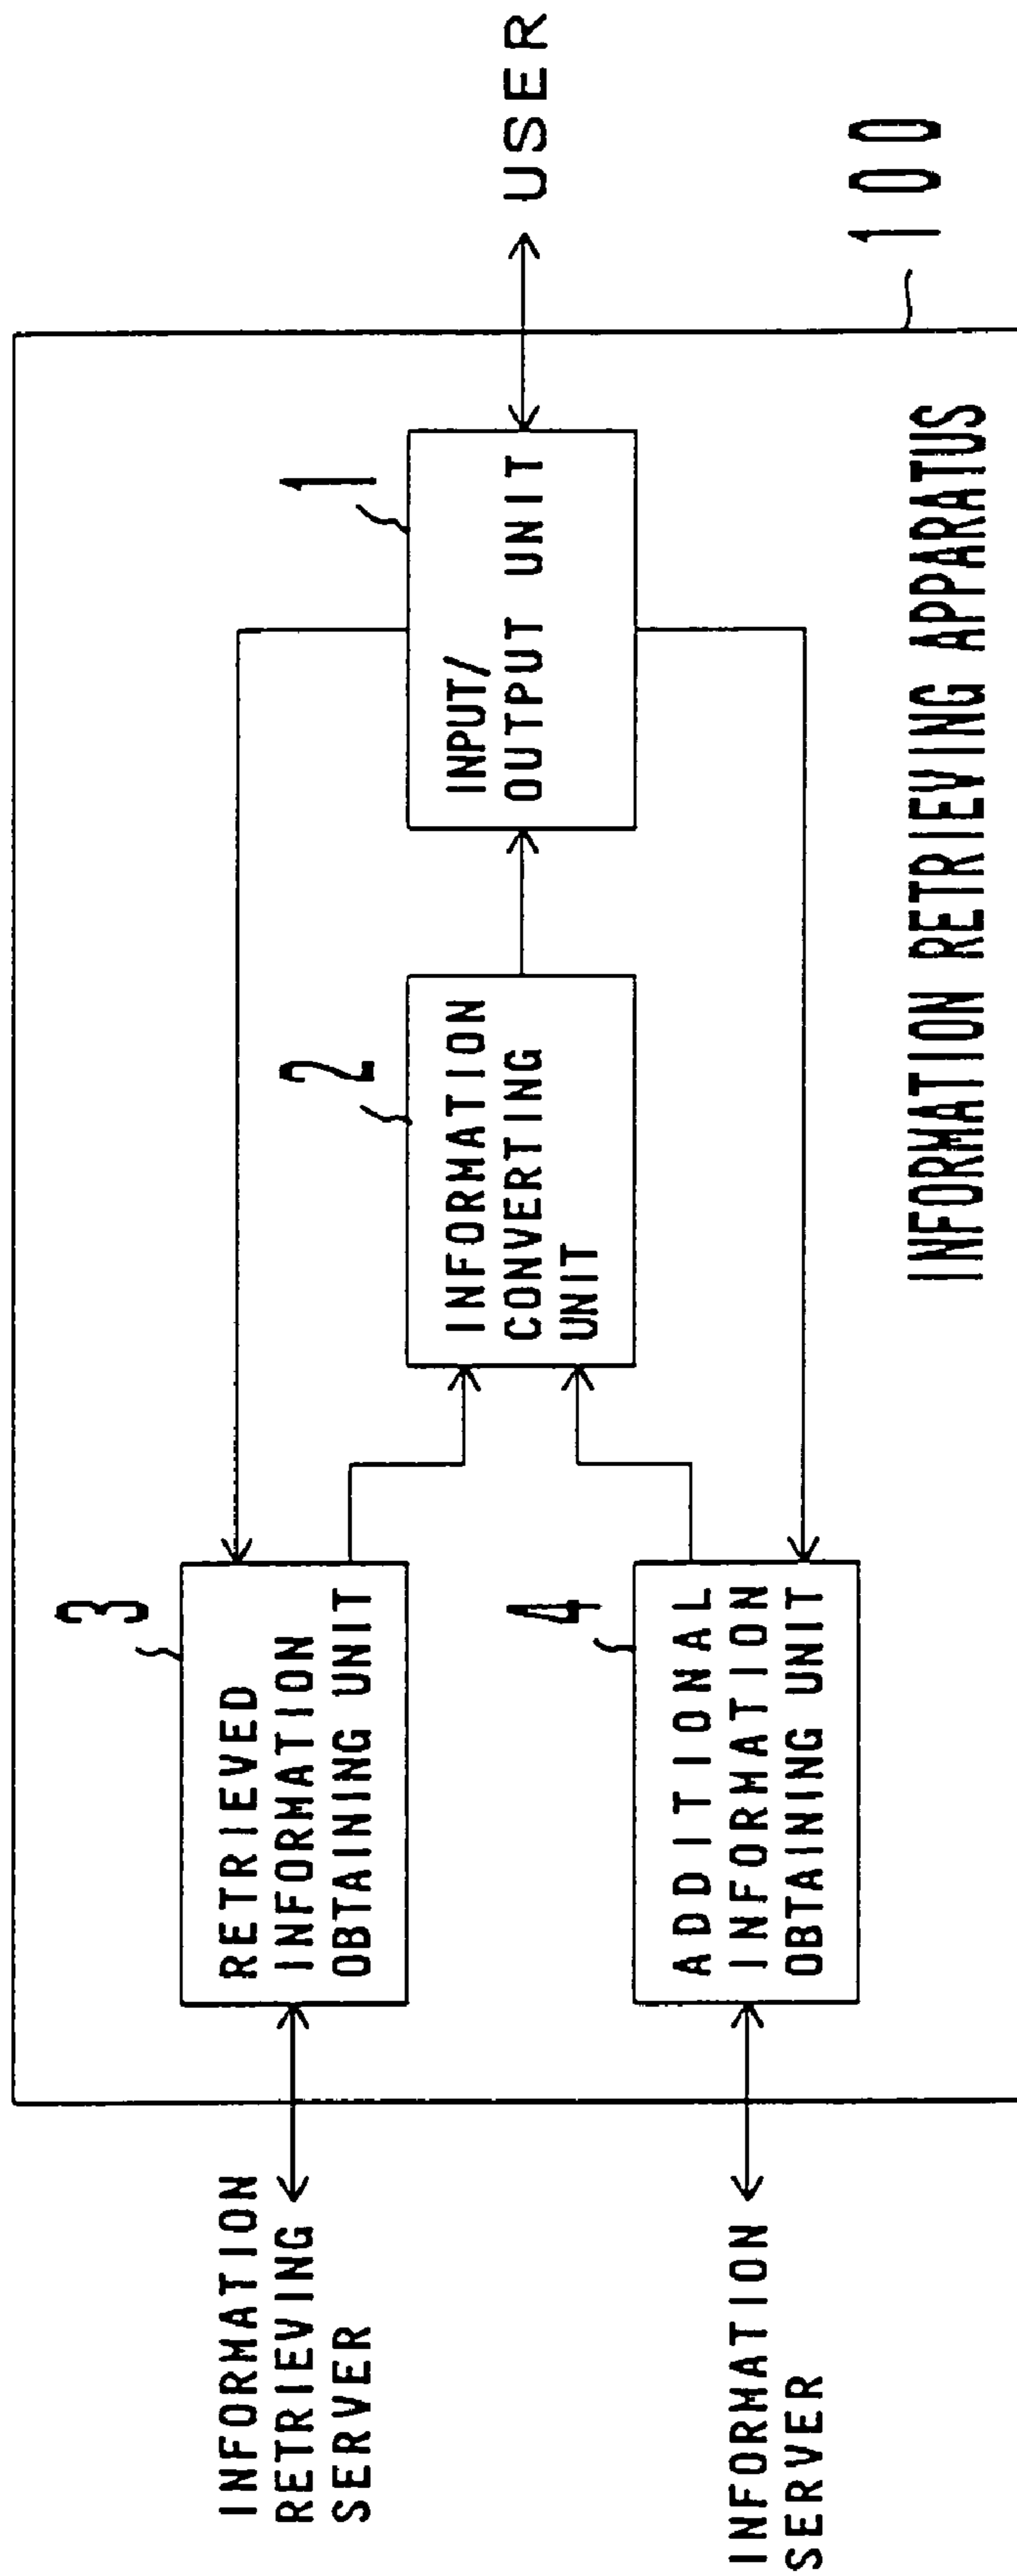 INFORMATION
RETRIEVING
SERVER
INFORMATION
SERVER
3
RETRIEVED
INFORMATION
OBTAINING UNIT
4
ADDITIONAL
INFORMATION
OBTAINING UNIT
2
INFORMATION
CONVERTING
UNIT
1
INPUT/
OUTPUT UNIT
USER
100
INFORMATION RETRIEVING APPARATUS